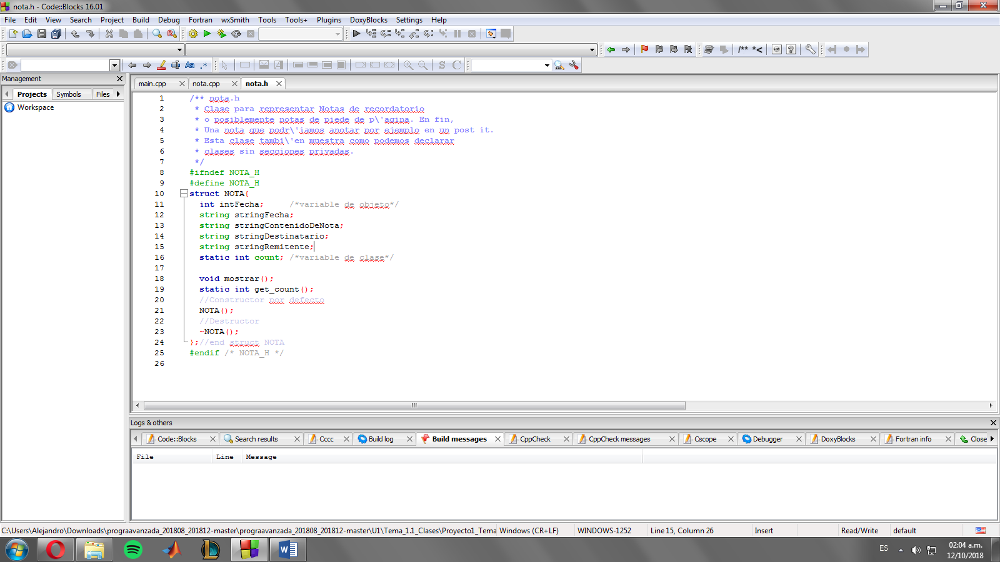 nota.h - Code::Blocks 16.01
File Edit View Search Project Build Debug Fortran wxSmith Tools Tools+ Plugins DoxyBlocks Settings Help
/** *<
Aa .*
S C
Management
main.cpp nota.cpp nota.h
Projects Symbols Files
Workspace
1 /** nota.h
2 * Clase para representar Notas de recordatorio
3 * o posiblemente notas de piede de p\'agina. En fin,
4 * Una nota que podr\'iamos anotar por ejemplo en un post it.
5 * Esta clase tambi\'en muestra como podemos declarar
6 * clases sin secciones privadas.
7 */
8 #ifndef NOTA_H
9 #define NOTA_H
10 struct NOTA{
11 int intFecha; /*variable de objeto*/
12 string stringFecha;
13 string stringContenidoDeNota;
14 string stringDestinatario;
15 string stringRemitente;
16 static int count; /*variable de clase*/
17
18 void mostrar();
19 static int get_count();
20 //Constructor por defecto
21 NOTA();
22 //Destructor
23 ~NOTA();
24 };//end struct NOTA
25 #endif /* NOTA_H */
26
Logs & others
Code::Blocks Search results Cccc Build log Build messages CppCheck CppCheck messages Cscope Debugger DoxyBlocks Fortran info Close
File Line Message
C:\Users\Alejandro\Downloads\prograavanzada_201808_201812-master\prograavanzada_201808_201812-master\U1\Tema_1.1_Clases\Proyecto1_Tema Windows (CR+LF) WINDOWS-1252 Line 15, Column 26 Insert Read/Write default
ES
02:04 a.m.
12/10/2018